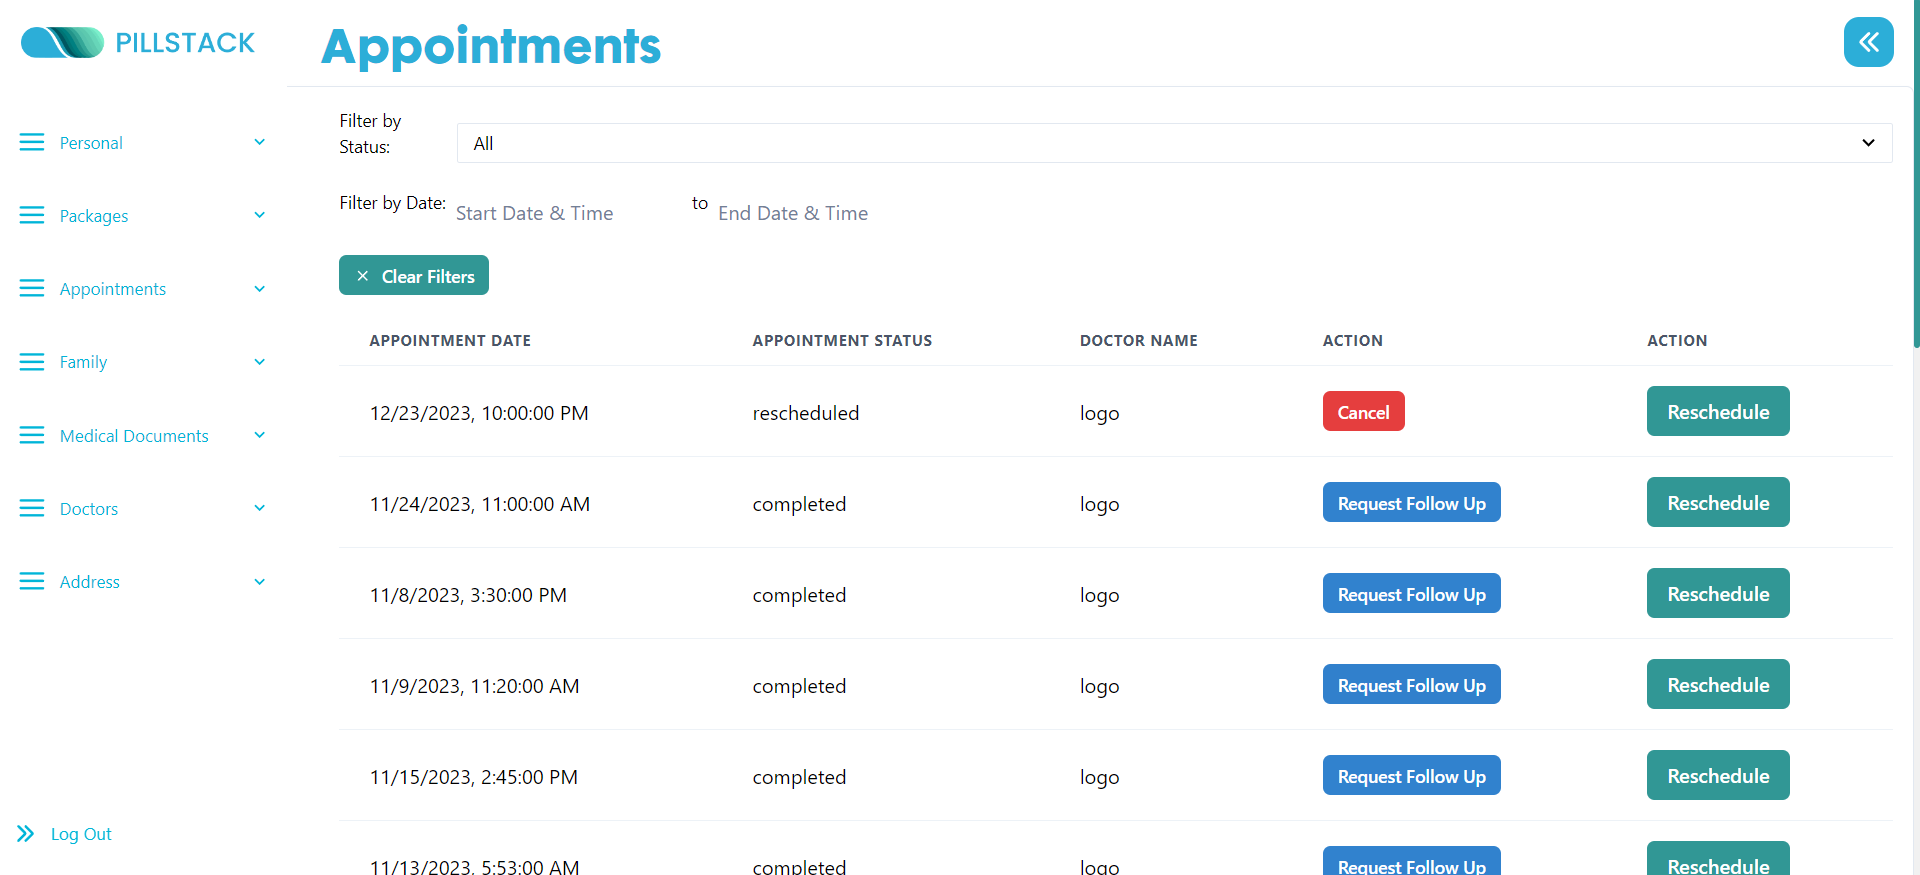 PILLSTACK
Appointments
Personal
Packages
Appointments
Family
Medical Documents
Doctors
Address
Log Out
Filter by
Status:
All
Filter by Date: Start Date & Time to End Date & Time
Clear Filters
APPOINTMENT DATE APPOINTMENT STATUS DOCTOR NAME ACTION ACTION
12/23/2023, 10:00:00 PM rescheduled logo Cancel Reschedule
11/24/2023, 11:00:00 AM completed logo Request Follow Up Reschedule
11/8/2023, 3:30:00 PM completed logo Request Follow Up Reschedule
11/9/2023, 11:20:00 AM completed logo Request Follow Up Reschedule
11/15/2023, 2:45:00 PM completed logo Request Follow Up Reschedule
11/13/2023, 5:53:00 AM completed logo Request Follow Up Reschedule